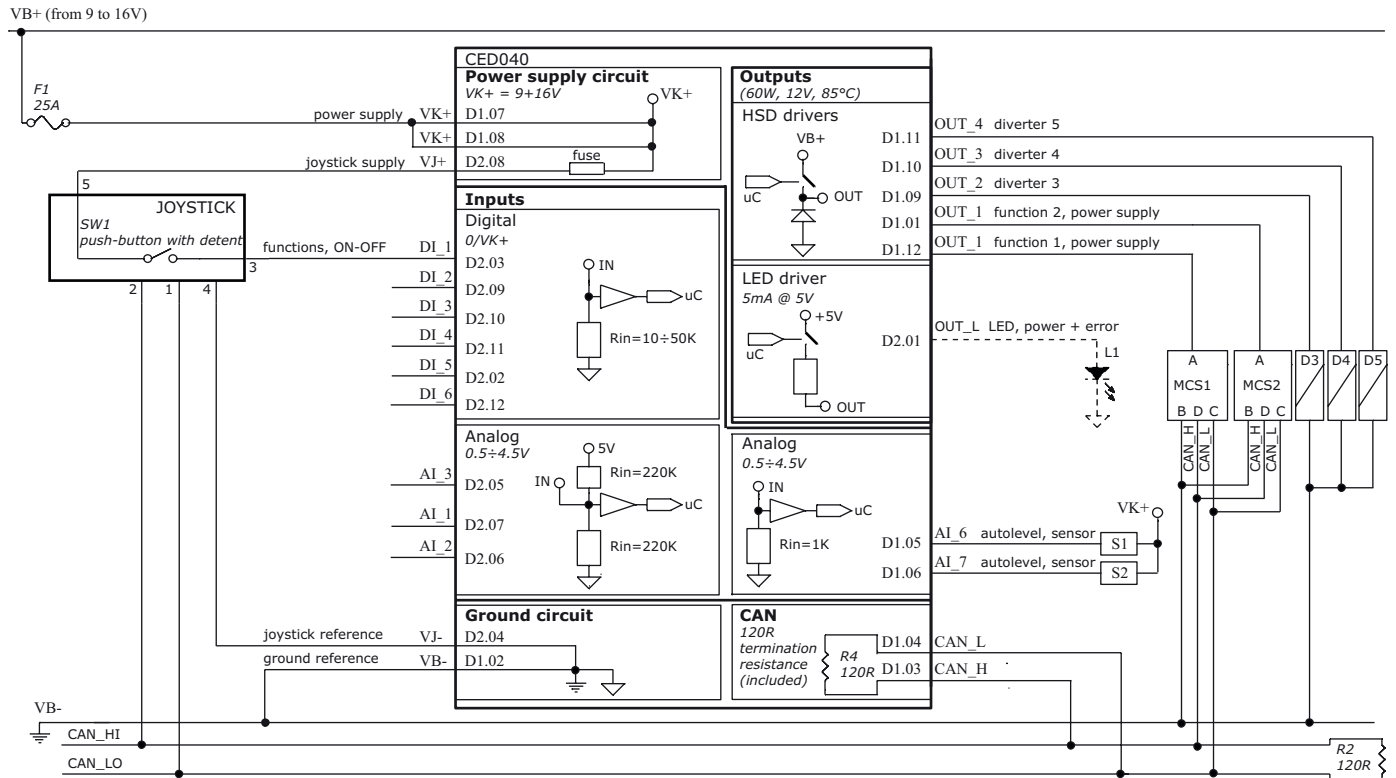 VB+ (from 9 to 16V)
F1
25A
CED040
Power supply circuit
VK+ = 9+16V
VK+
power supply VK+ D1.07
VK+ D1.08
joystick supply VJ+ D2.08
fuse
Outputs
(60W, 12V, 85°C)
HSD drivers
VB+
uC
OUT
D1.11 OUT_4 diverter 5
D1.10 OUT_3 diverter 4
D1.09 OUT_2 diverter 3
D1.01 OUT_1 function 2, power supply
D1.12 OUT_1 function 1, power supply
5
JOYSTICK
SW1
push-button with detent
3
2 1 4
Inputs
Digital
0/VK+
functions, ON-OFF DI_1 D2.03
DI_2 D2.09
DI_3 D2.10
DI_4 D2.11
DI_5 D2.02
DI_6 D2.12
IN
uC
Rin=10÷50K
LED driver
5mA @ 5V
+5V
uC
OUT
D2.01 OUT_L LED, power + error
L1
A
MCS1
B D C
CAN_H
CAN_L
A
MCS2
B D C
CAN_H
CAN_L
D3 D4 D5
Analog
0.5÷4.5V
5V
Rin=220K
IN
uC
Rin=220K
AI_3 D2.05
AI_1 D2.07
AI_2 D2.06
Analog
0.5÷4.5V
IN
uC
Rin=1K
VK+
D1.05 AI_6 autolevel, sensor S1
D1.06 AI_7 autolevel, sensor S2
Ground circuit
joystick reference VJ- D2.04
ground reference VB- D1.02
CAN
120R
termination
resistance
(included)
R4
120R
D1.04 CAN_L
D1.03 CAN_H
VB-
CAN_HI
CAN_LO
R2
120R